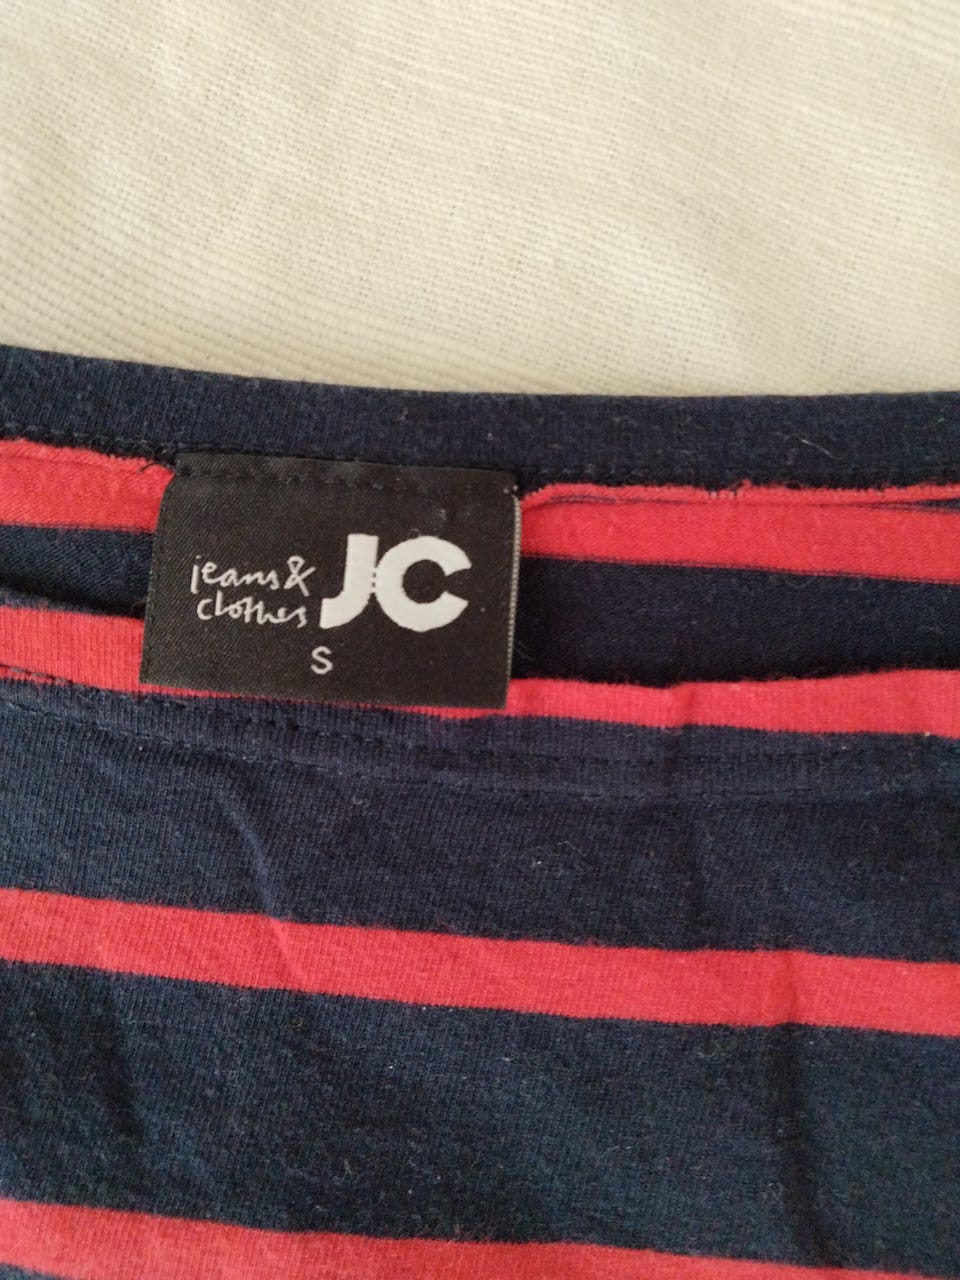 jeans &
clothes
JC
S